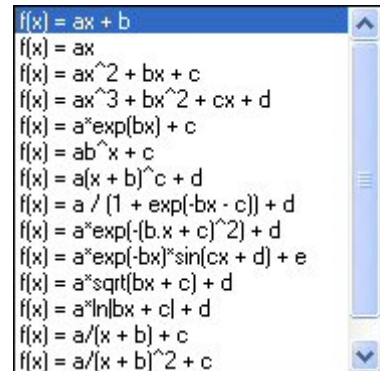 f(x) = ax + b
f(x) = ax
f(x) = ax^2 + bx + c
f(x) = ax^3 + bx^2 + cx + d
f(x) = a*exp(bx) + c
f(x) = ab^x + c
f(x) = a(x + b)^c + d
f(x) = a / (1 + exp(-bx - c)) + d
f(x) = a*exp(-(b.x + c)^2) + d
f(x) = a*exp(-bx)*sin(cx + d) + e
f(x) = a*sqrt(bx + c) + d
f(x) = a*ln|bx + c| + d
f(x) = a/(x + b) + c
f(x) = a/(x + b)^2 + c